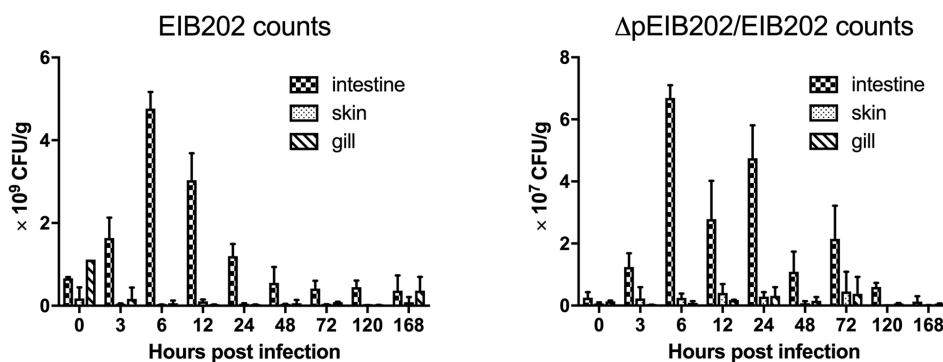 EIB202 counts
6
4
2
0
× 10⁹ CFU/g
intestine
skin
gill
0 3 6 12 24 48 72 120 168
Hours post infection
ΔpEIB202/EIB202 counts
8
6
4
2
0
× 10⁷ CFU/g
intestine
skin
gill
0 3 6 12 24 48 72 120 168
Hours post infection